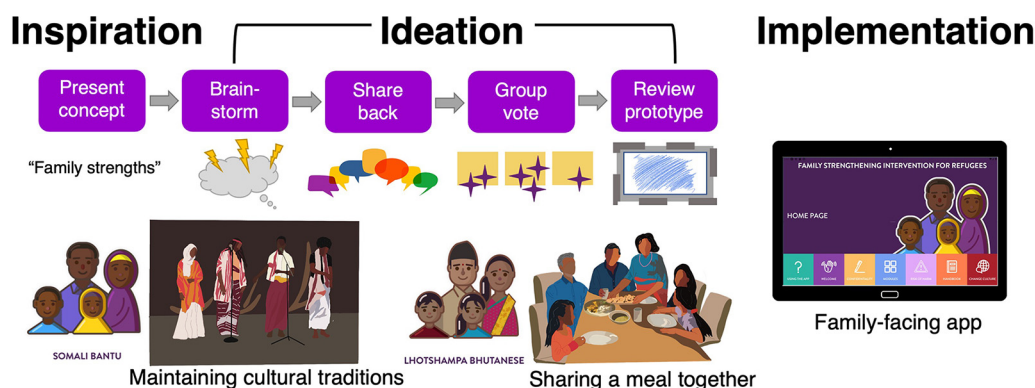 Inspiration
Ideation
Implementation
Present
concept
Brain-
storm
Share
back
Group
vote
Review
prototype
"Family strengths"
FAMILY STRENGTHENING INTERVENTION FOR REFUGEES
HOME PAGE
WELCOME
SOMALI BANTU
Maintaining cultural traditions
LHOTSHAMPA BHUTANESE
Sharing a meal together
Family-facing app